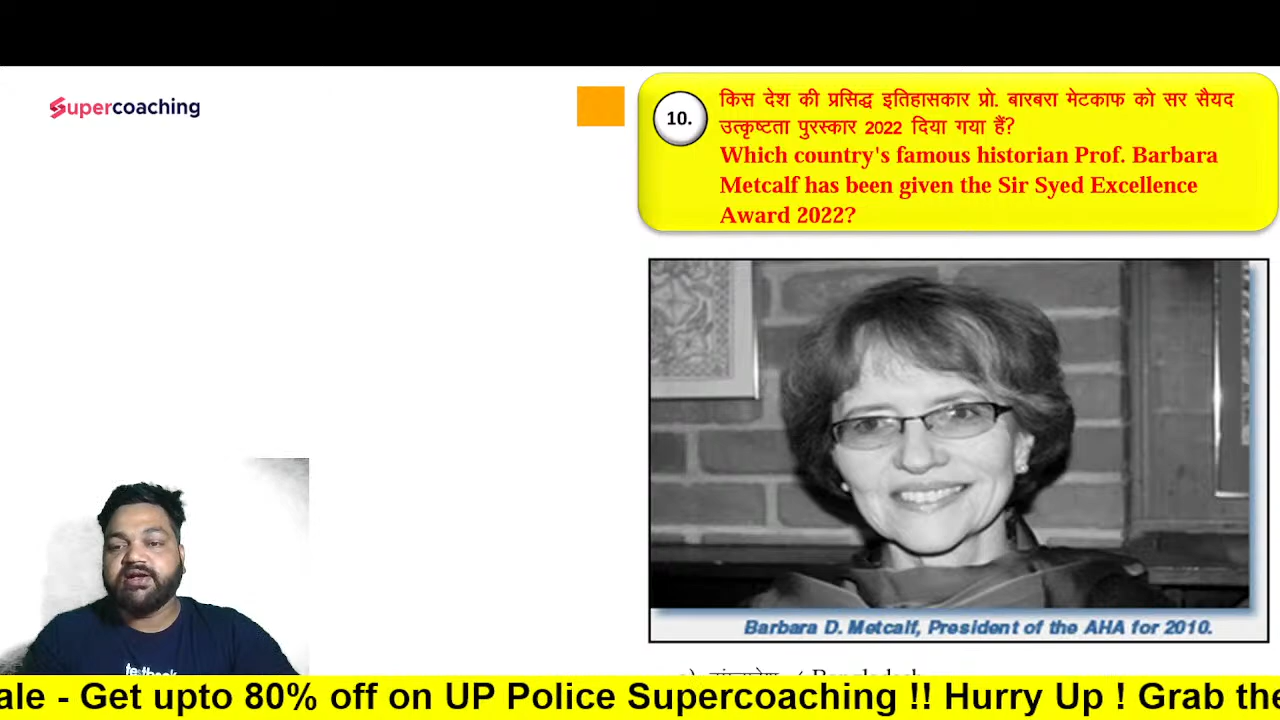 Supercoaching
10.
किस देश की प्रसिद्ध इतिहासकार प्रो. बारबरा मेटकाफ को सर सैयद
उत्कृष्टता पुरस्कार 2022 दिया गया हैं?
Which country's famous historian Prof. Barbara
Metcalf has been given the Sir Syed Excellence
Award 2022?
Barbara D. Metcalf, President of the AHA for 2010.
Bangladesh
testbook
ale - Get upto 80% off on UP Police Supercoaching !! Hurry Up ! Grab the